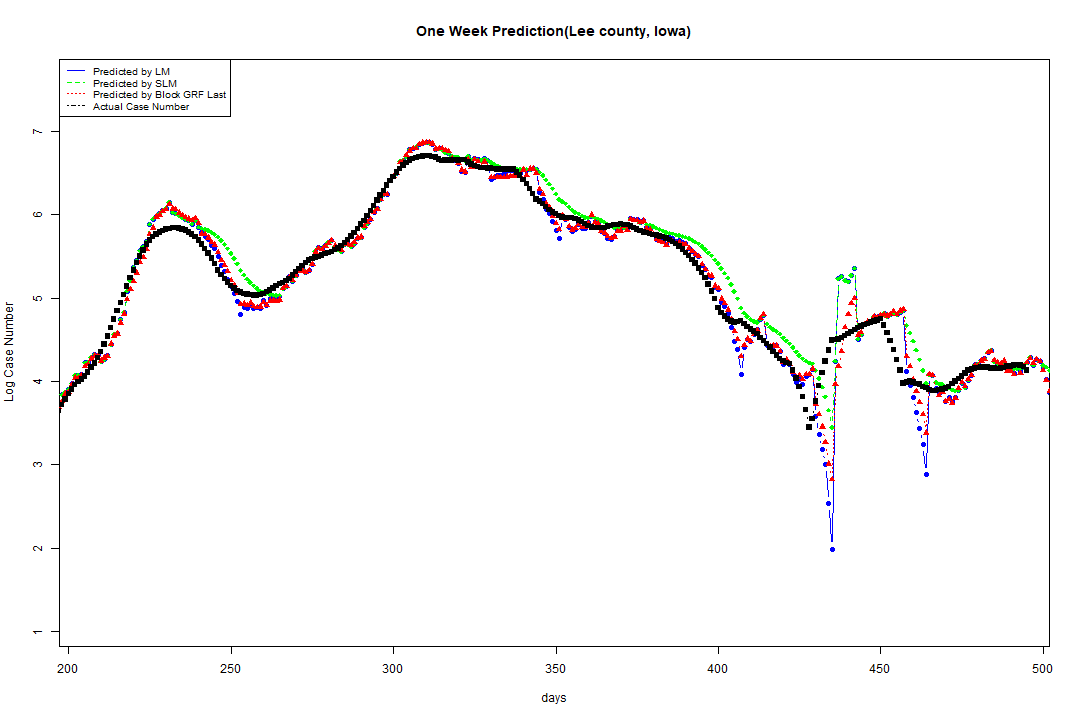 One Week Prediction(Lee county, Iowa)
Predicted by LM
Predicted by SLM
Predicted by Block GRF Last
Actual Case Number
Log Case Number
7
6
5
4
3
2
1
200 250 300 350 400 450 500
days